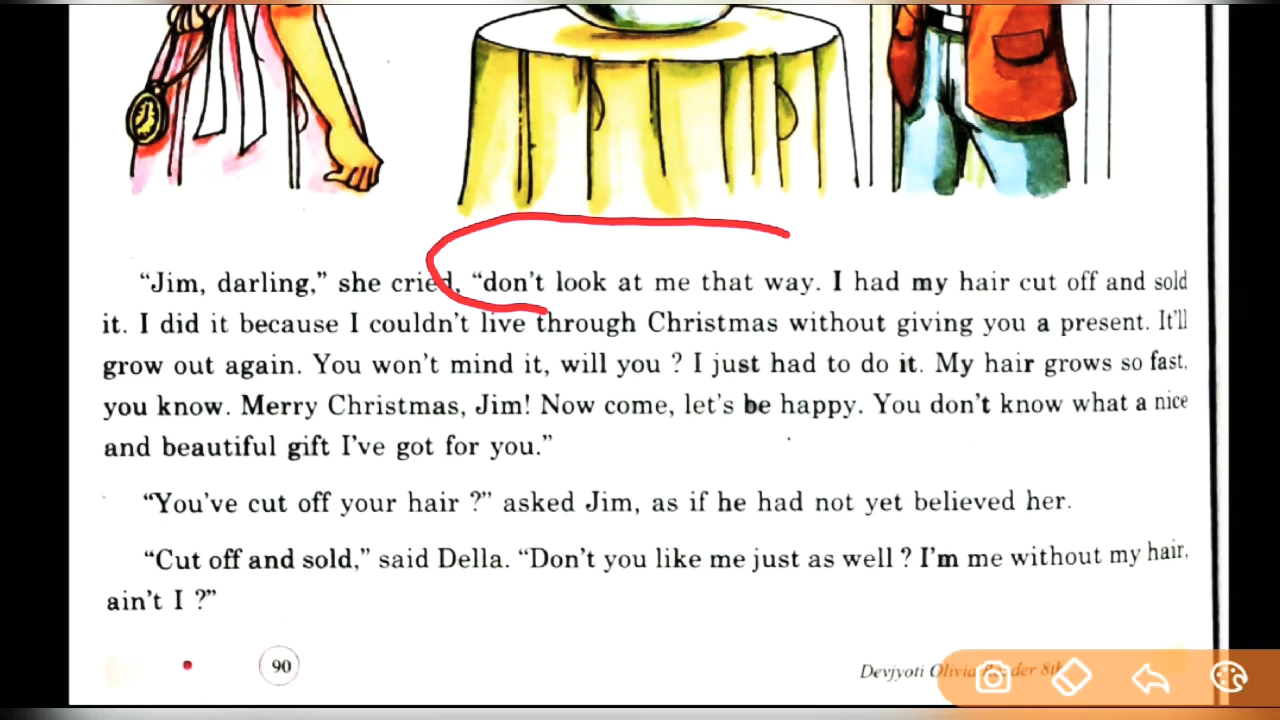 “Jim, darling,” she cried, “don't look at me that way. I had my hair cut off and sold
it. I did it because I couldn't live through Christmas without giving you a present. It'll
grow out again. You won't mind it, will you ? I just had to do it. My hair grows so fast,
you know. Merry Christmas, Jim! Now come, let's be happy. You don't know what a nice
and beautiful gift I've got for you.”
“You've cut off your hair ?” asked Jim, as if he had not yet believed her.
“Cut off and sold,” said Della. “Don't you like me just as well ? I'm me without my hair,
ain't I ?”
90
Devjyoti Olivia Reader 8th